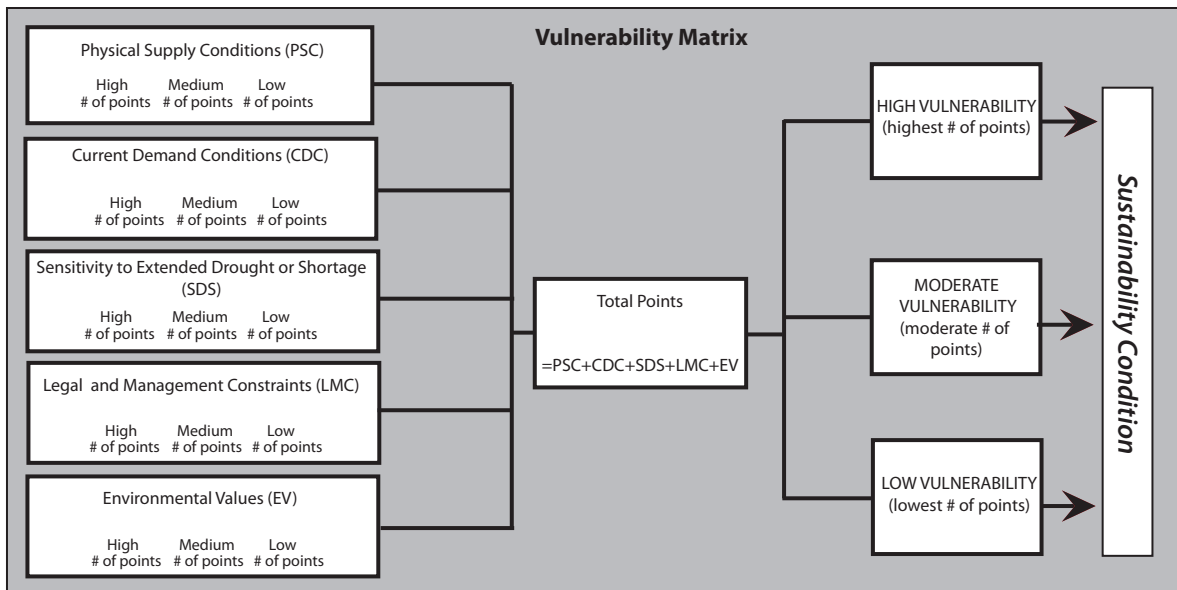 Vulnerability Matrix
Physical Supply Conditions (PSC)
High Medium Low
# of points # of points # of points
Current Demand Conditions (CDC)
High Medium Low
# of points # of points # of points
Sensitivity to Extended Drought or Shortage
(SDS)
High Medium Low
# of points # of points # of points
Legal and Management Constraints (LMC)
High Medium Low
# of points # of points # of points
Environmental Values (EV)
High Medium Low
# of points # of points # of points
Total Points
=PSC+CDC+SDS+LMC+EV
HIGH VULNERABILITY
(highest # of points)
MODERATE
VULNERABILITY
(moderate # of
points)
LOW VULNERABILITY
(lowest # of points)
Sustainability Condition